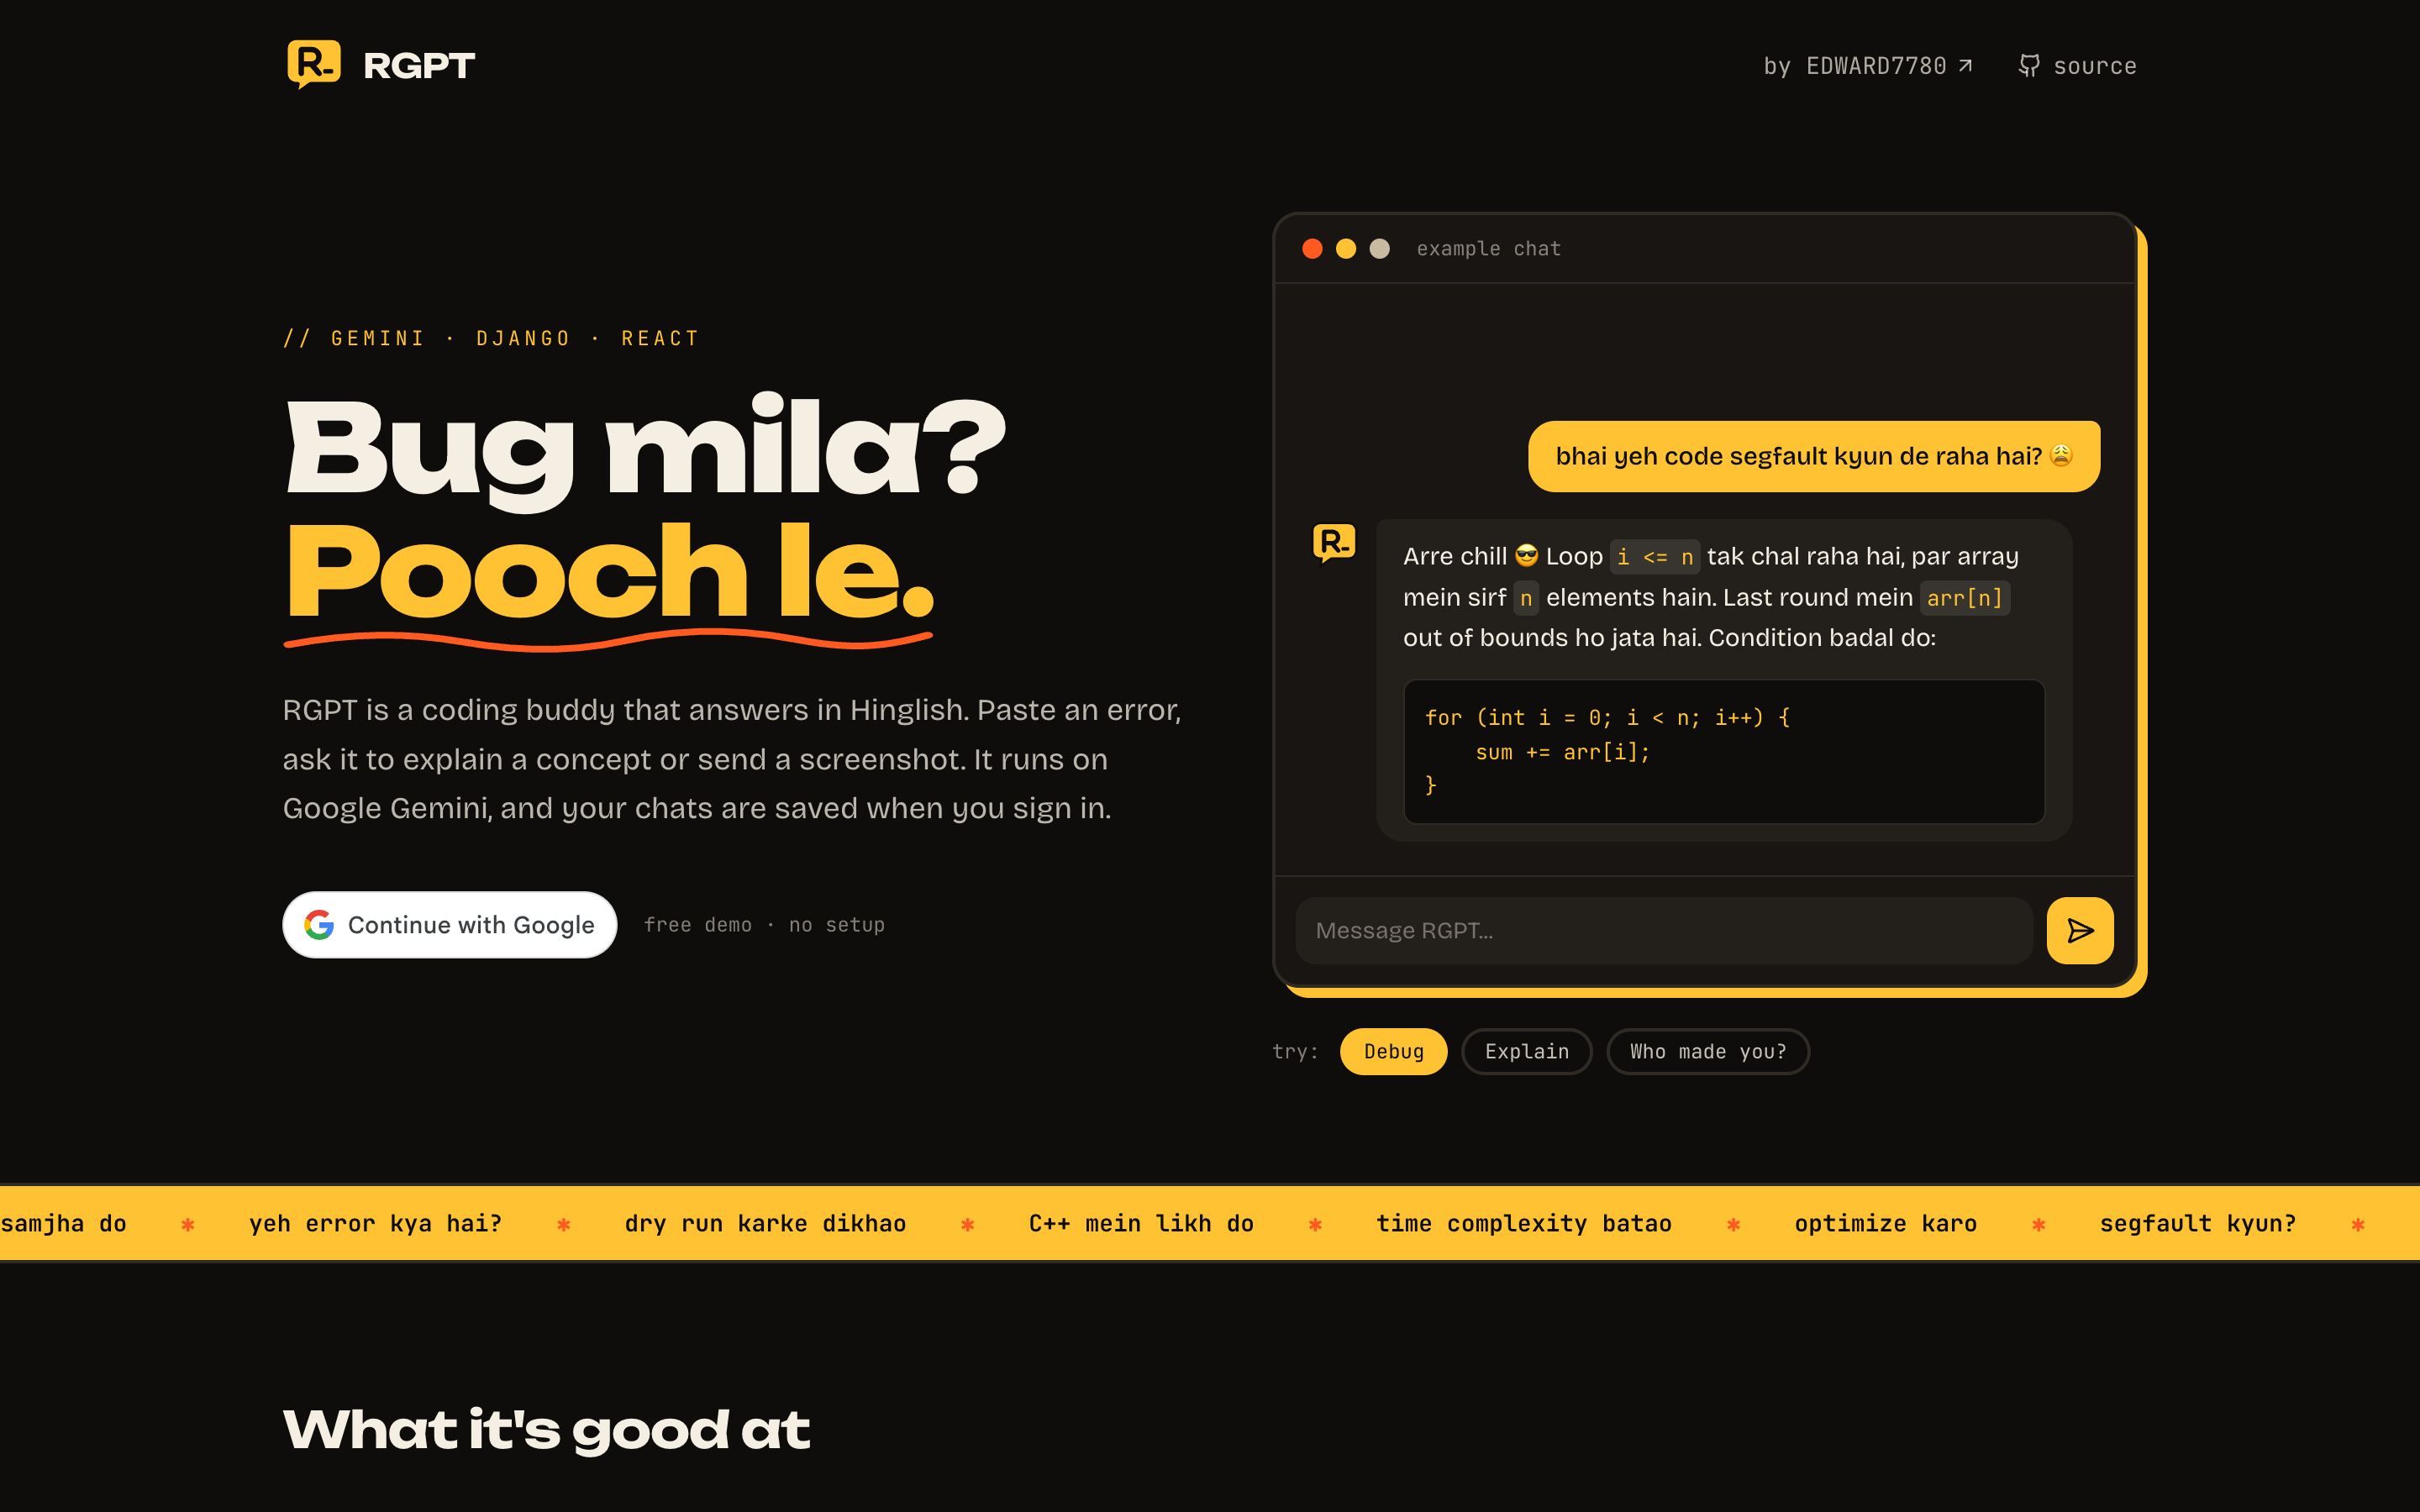 R_ RGPT
by EDWARD7780 ↗ source
// GEMINI · DJANGO · REACT
Bug mila?
Pooch le.
RGPT is a coding buddy that answers in Hinglish. Paste an error,
ask it to explain a concept or send a screenshot. It runs on
Google Gemini, and your chats are saved when you sign in.
Continue with Google free demo · no setup
example chat
bhai yeh code segfault kyun de raha hai? 😩
R_
Arre chill 😎 Loop i <= n tak chal raha hai, par array
mein sirf n elements hain. Last round mein arr[n]
out of bounds ho jata hai. Condition badal do:
for (int i = 0; i < n; i++) {
    sum += arr[i];
}
Message RGPT...
try: Debug Explain Who made you?
samjha do * yeh error kya hai? * dry run karke dikhao * C++ mein likh do * time complexity batao * optimize karo * segfault kyun? *
What it's good at